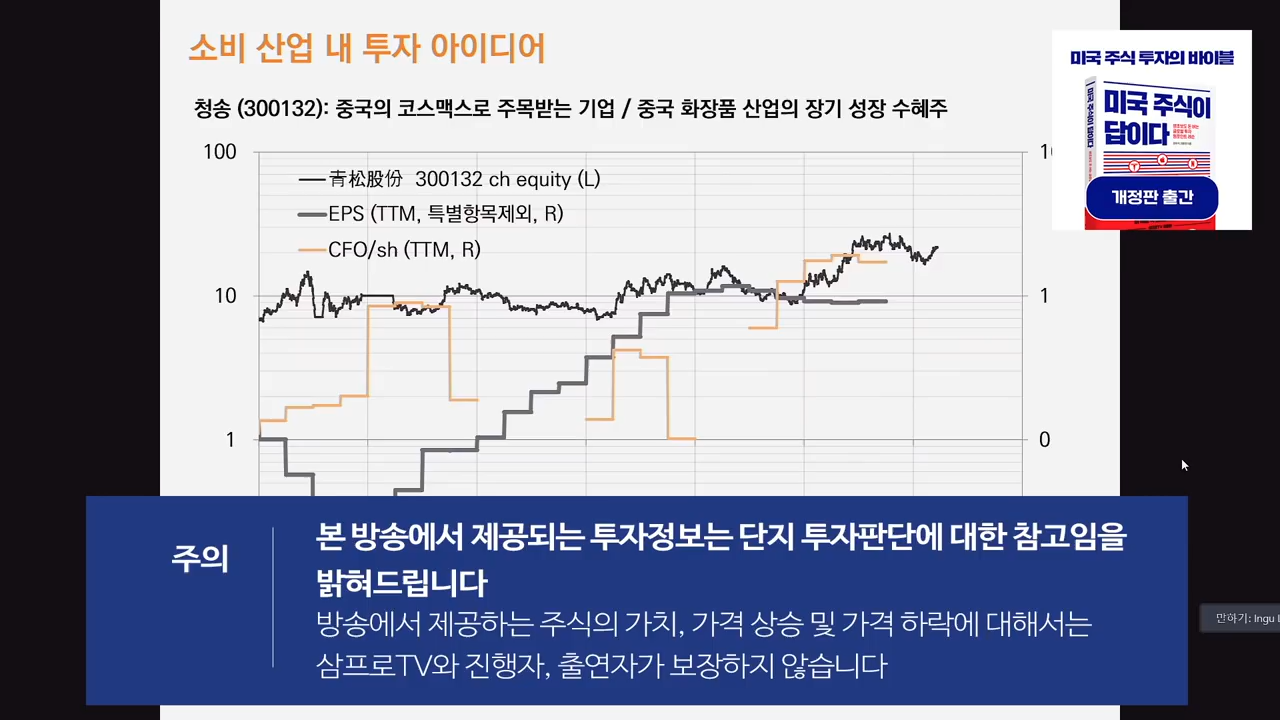 소비 산업 내 투자 아이디어
청송 (300132): 중국의 코스맥스로 주목받는 기업 / 중국 화장품 산업의 장기 성장 수혜주
미국 주식 투자의 바이블
미국 주식이
답이다
개정판 출간
100
10
1
1
0
青松股份 300132 ch equity (L)
EPS (TTM, 특별항목제외, R)
CFO/sh (TTM, R)
주의
본 방송에서 제공되는 투자정보는 단지 투자판단에 대한 참고임을
밝혀드립니다
방송에서 제공하는 주식의 가치, 가격 상승 및 가격 하락에 대해서는
삼프로TV와 진행자, 출연자가 보장하지 않습니다
말하기: Ingu